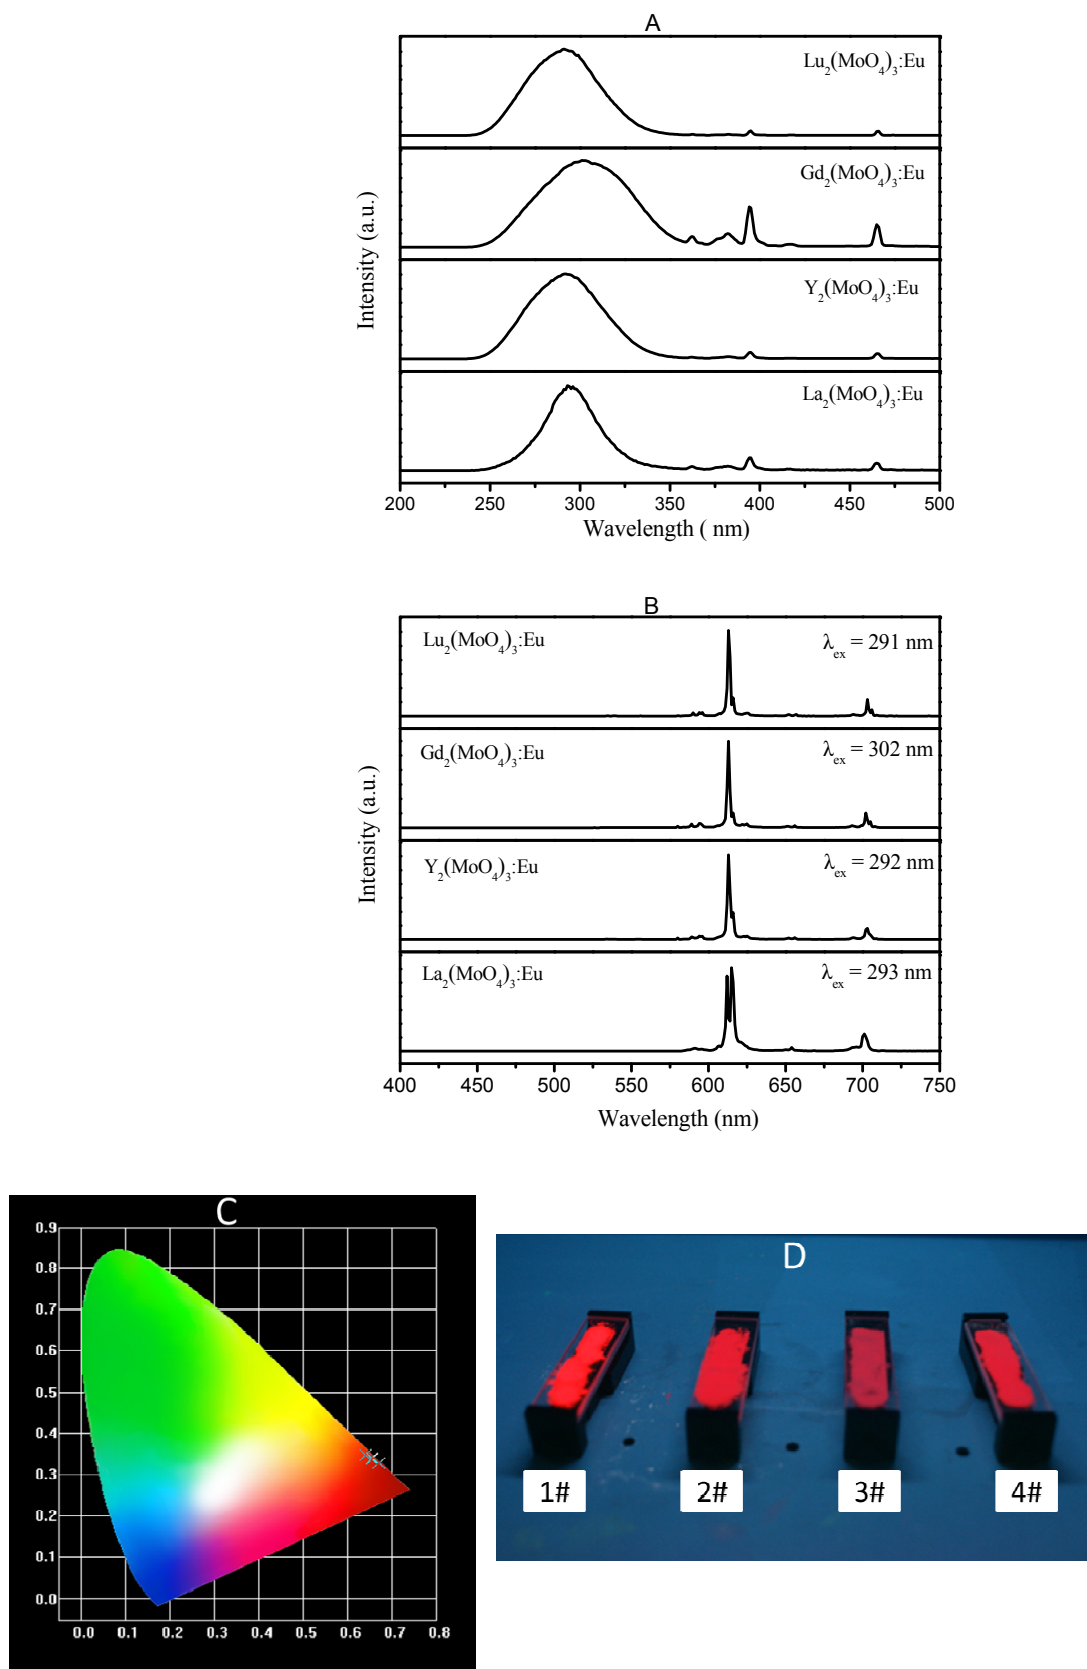 A
Lu₂(MoO₄)₃:Eu
Gd₂(MoO₄)₃:Eu
Y₂(MoO₄)₃:Eu
La₂(MoO₄)₃:Eu
Intensity (a.u.)
200 250 300 350 400 450 500
Wavelength ( nm)
B
Lu₂(MoO₄)₃:Eu λex = 291 nm
Gd₂(MoO₄)₃:Eu λex = 302 nm
Y₂(MoO₄)₃:Eu λex = 292 nm
La₂(MoO₄)₃:Eu λex = 293 nm
Intensity (a.u.)
400 450 500 550 600 650 700 750
Wavelength (nm)
C
0.9
0.8
0.7
0.6
0.5
0.4
0.3
0.2
0.1
0.0
0.0 0.1 0.2 0.3 0.4 0.5 0.6 0.7 0.8
D
1# 2# 3# 4#